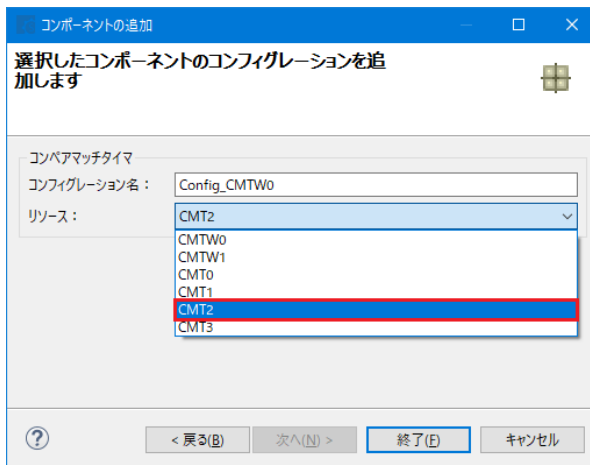 コンポーネントの追加
選択したコンポーネントのコンフィグレーションを追
加します
コンペアマッチタイマ
コンフィグレーション名：
Config_CMTW0
リソース：
CMT2
CMTW0
CMTW1
CMT0
CMT1
CMT2
CMT3
?
< 戻る(B)
次へ(N) >
終了(F)
キャンセル